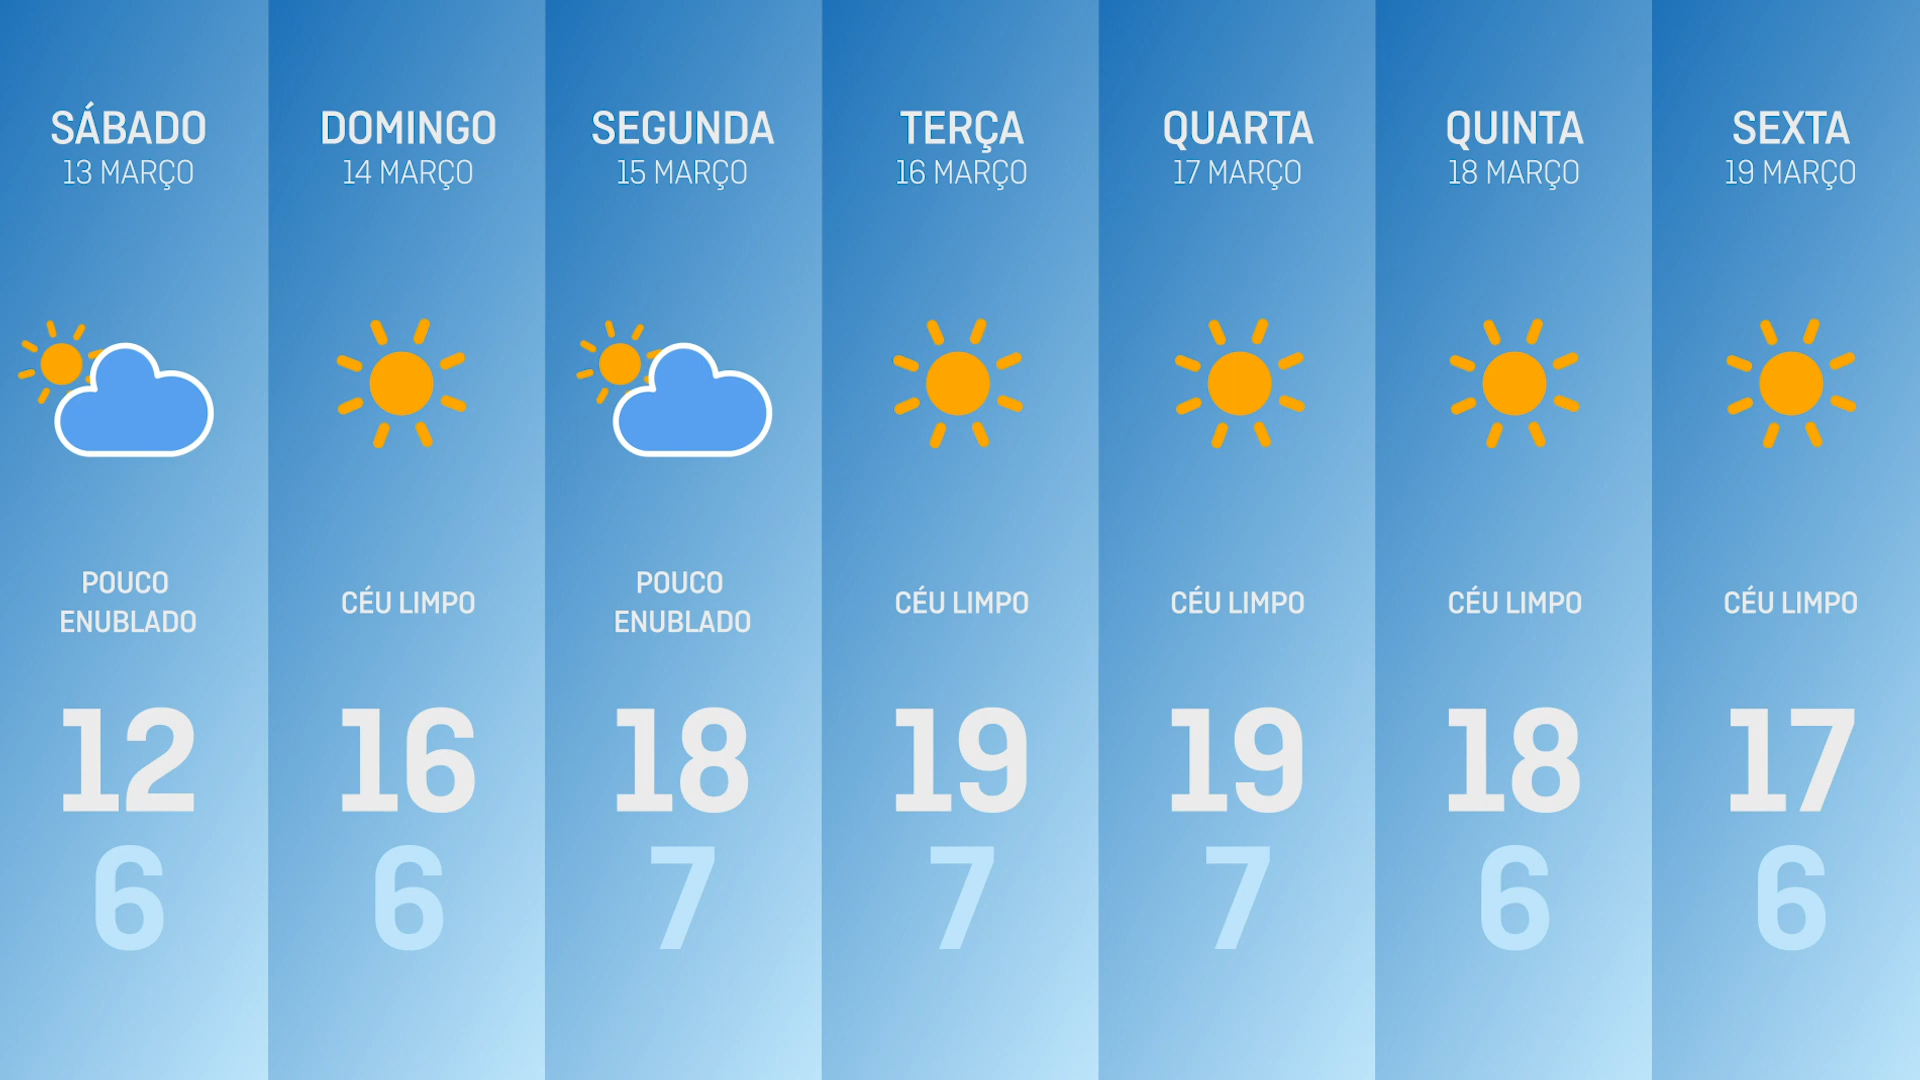 SÁBADO
13 MARÇO
POUCO
ENUBLADO
12
6
DOMINGO
14 MARÇO
CÉU LIMPO
16
6
SEGUNDA
15 MARÇO
POUCO
ENUBLADO
18
7
TERÇA
16 MARÇO
CÉU LIMPO
19
7
QUARTA
17 MARÇO
CÉU LIMPO
19
7
QUINTA
18 MARÇO
CÉU LIMPO
18
6
SEXTA
19 MARÇO
CÉU LIMPO
17
6